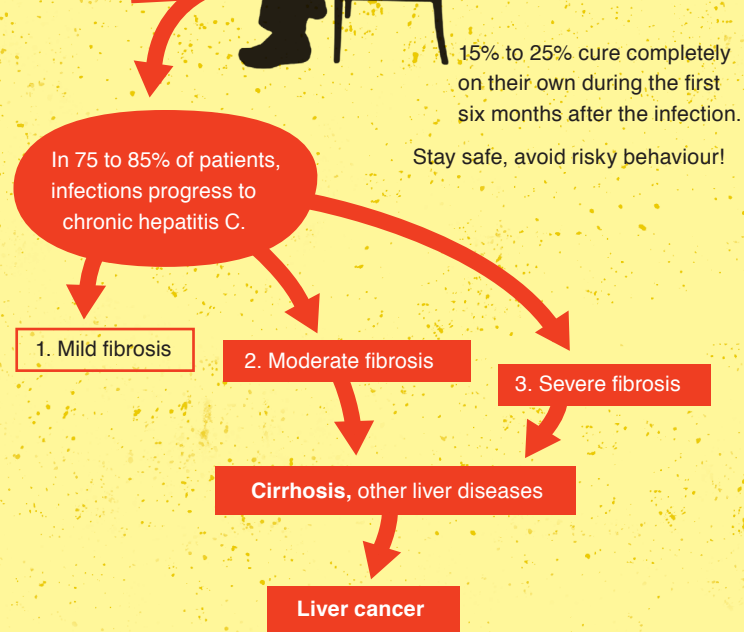 15% to 25% cure completely
on their own during the first
six months after the infection.
Stay safe, avoid risky behaviour!
In 75 to 85% of patients,
infections progress to
chronic hepatitis C.
1. Mild fibrosis
2. Moderate fibrosis
3. Severe fibrosis
Cirrhosis, other liver diseases
Liver cancer